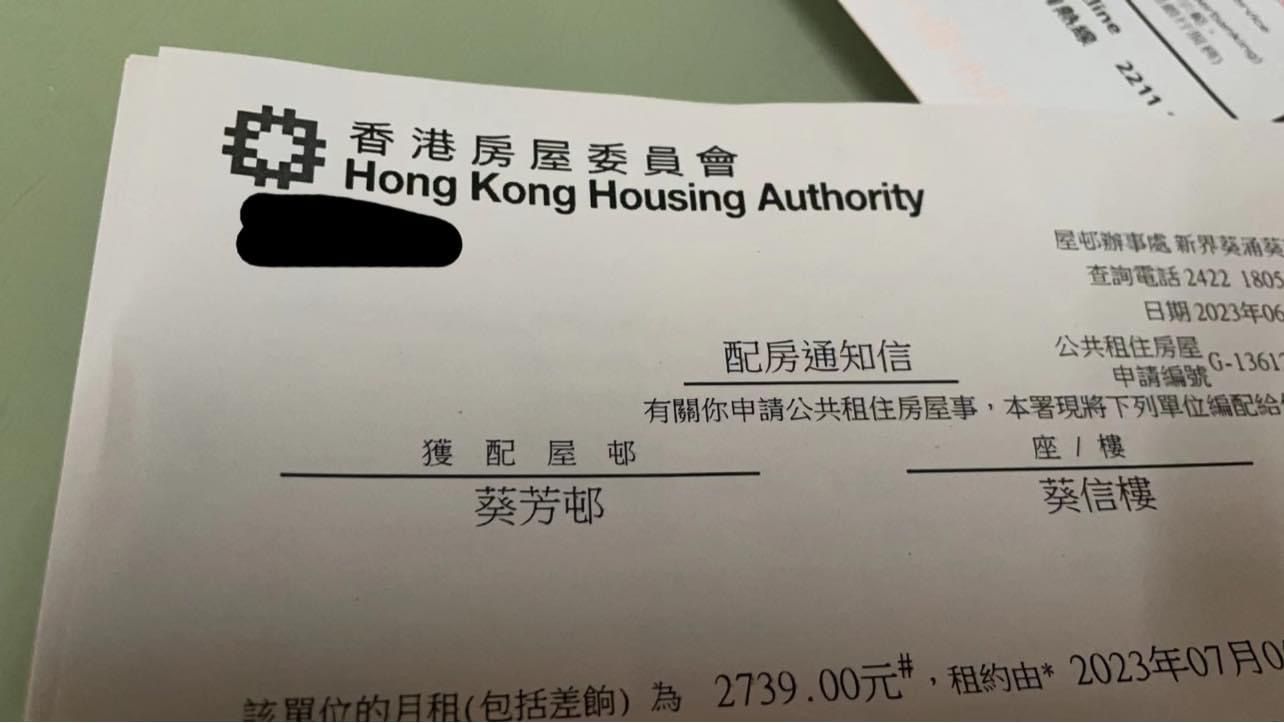 香港房屋委員會
Hong Kong Housing Authority
line
熱線 2211
屋邨辦事處 新界葵涌葵
查詢電話 2422 1805
日期 2023年06
配房通知信
公共租住房屋
申請編號 G-1361
有關你申請公共租住房屋事，本署現將下列單位編配給
獲配屋邨
座 / 樓
葵芳邨
葵信樓
該單位的月租(包括差餉) 為 2739.00元#，租約由* 2023年07月0